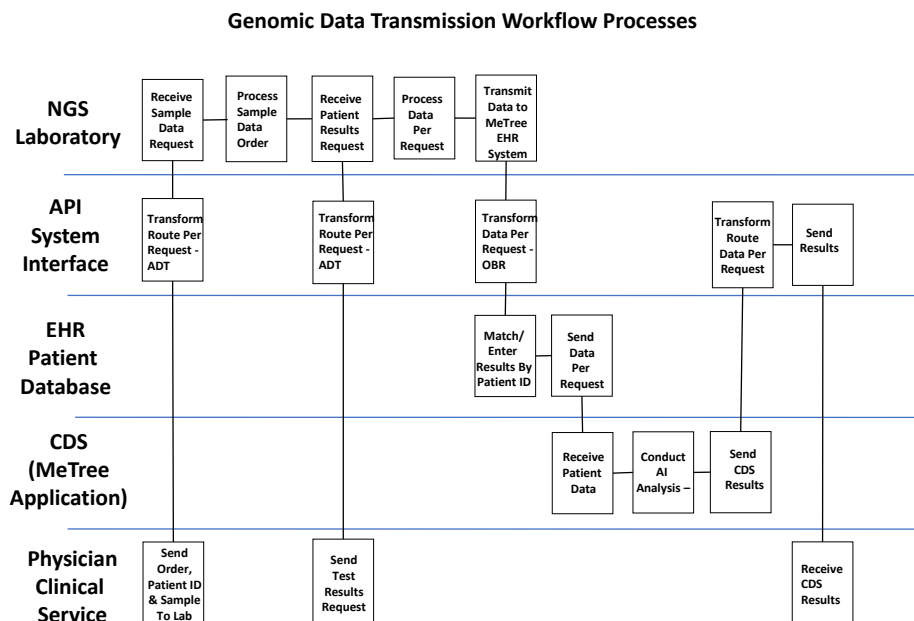 Genomic Data Transmission Workflow Processes
NGS
Laboratory
Receive
Sample
Data
Request
Process
Sample
Data
Order
Receive
Patient
Results
Request
Process
Data
Per
Request
Transmit
Data to
MeTree
EHR
System
API
System
Interface
Transform
Route Per
Request -
ADT
Transform
Route Per
Request -
ADT
Transform
Data Per
Request -
OBR
Transform
Route
Data Per
Request
Send
Results
EHR
Patient
Database
Match/
Enter
Results By
Patient ID
Send
Data
Per
Request
CDS
(MeTree
Application)
Receive
Patient
Data
Conduct
AI
Analysis –
Send
CDS
Results
Physician
Clinical
Service
Send
Order,
Patient ID
& Sample
To Lab
Send
Test
Results
Request
Receive
CDS
Results